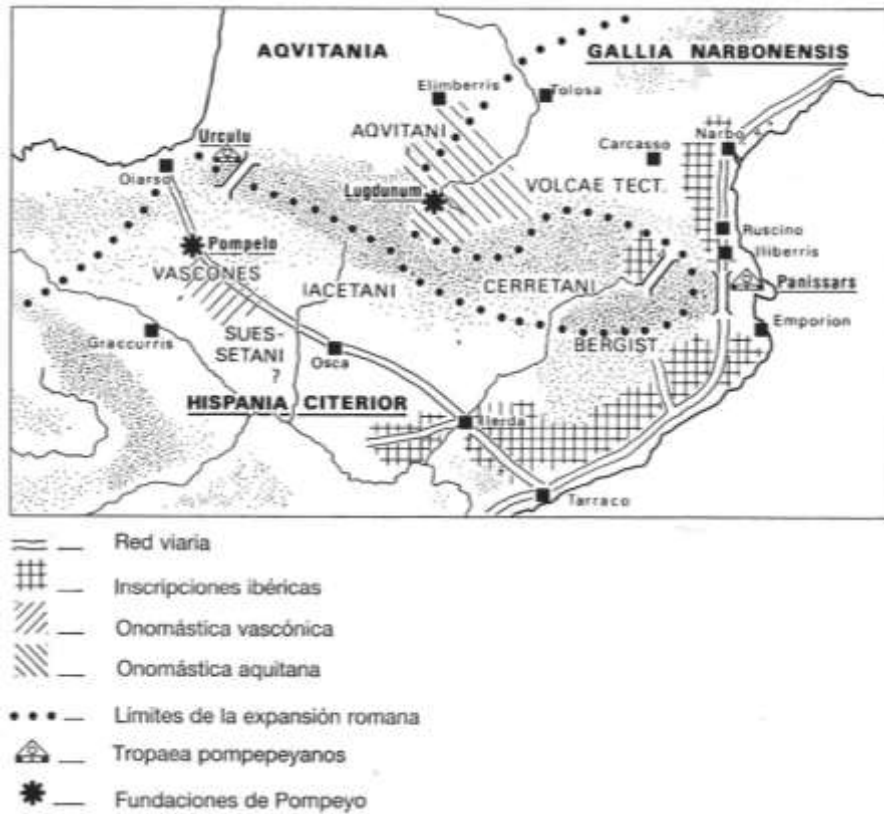 AQVITANIA
GALLIA NARBONENSIS
Elimberris
Tolosa
AQVITANI
Urculu
Carcasso
Narbo
Oiarso
Lugdunum
VOLCAE TECT.
Ruscino
Iliberris
Pompelo
VASCONES
IACETANI
CERRETANI
Panissars
Graccurris
SUES-
SETANI
?
Osca
BERGIST.
Emporion
HISPANIA CITERIOR
Ilerda
Tarraco
Red viaria
Inscripciones ibéricas
Onomástica vascónica
Onomástica aquitana
Límites de la expansión romana
Tropaea pompepeyanos
Fundaciones de Pompeyo